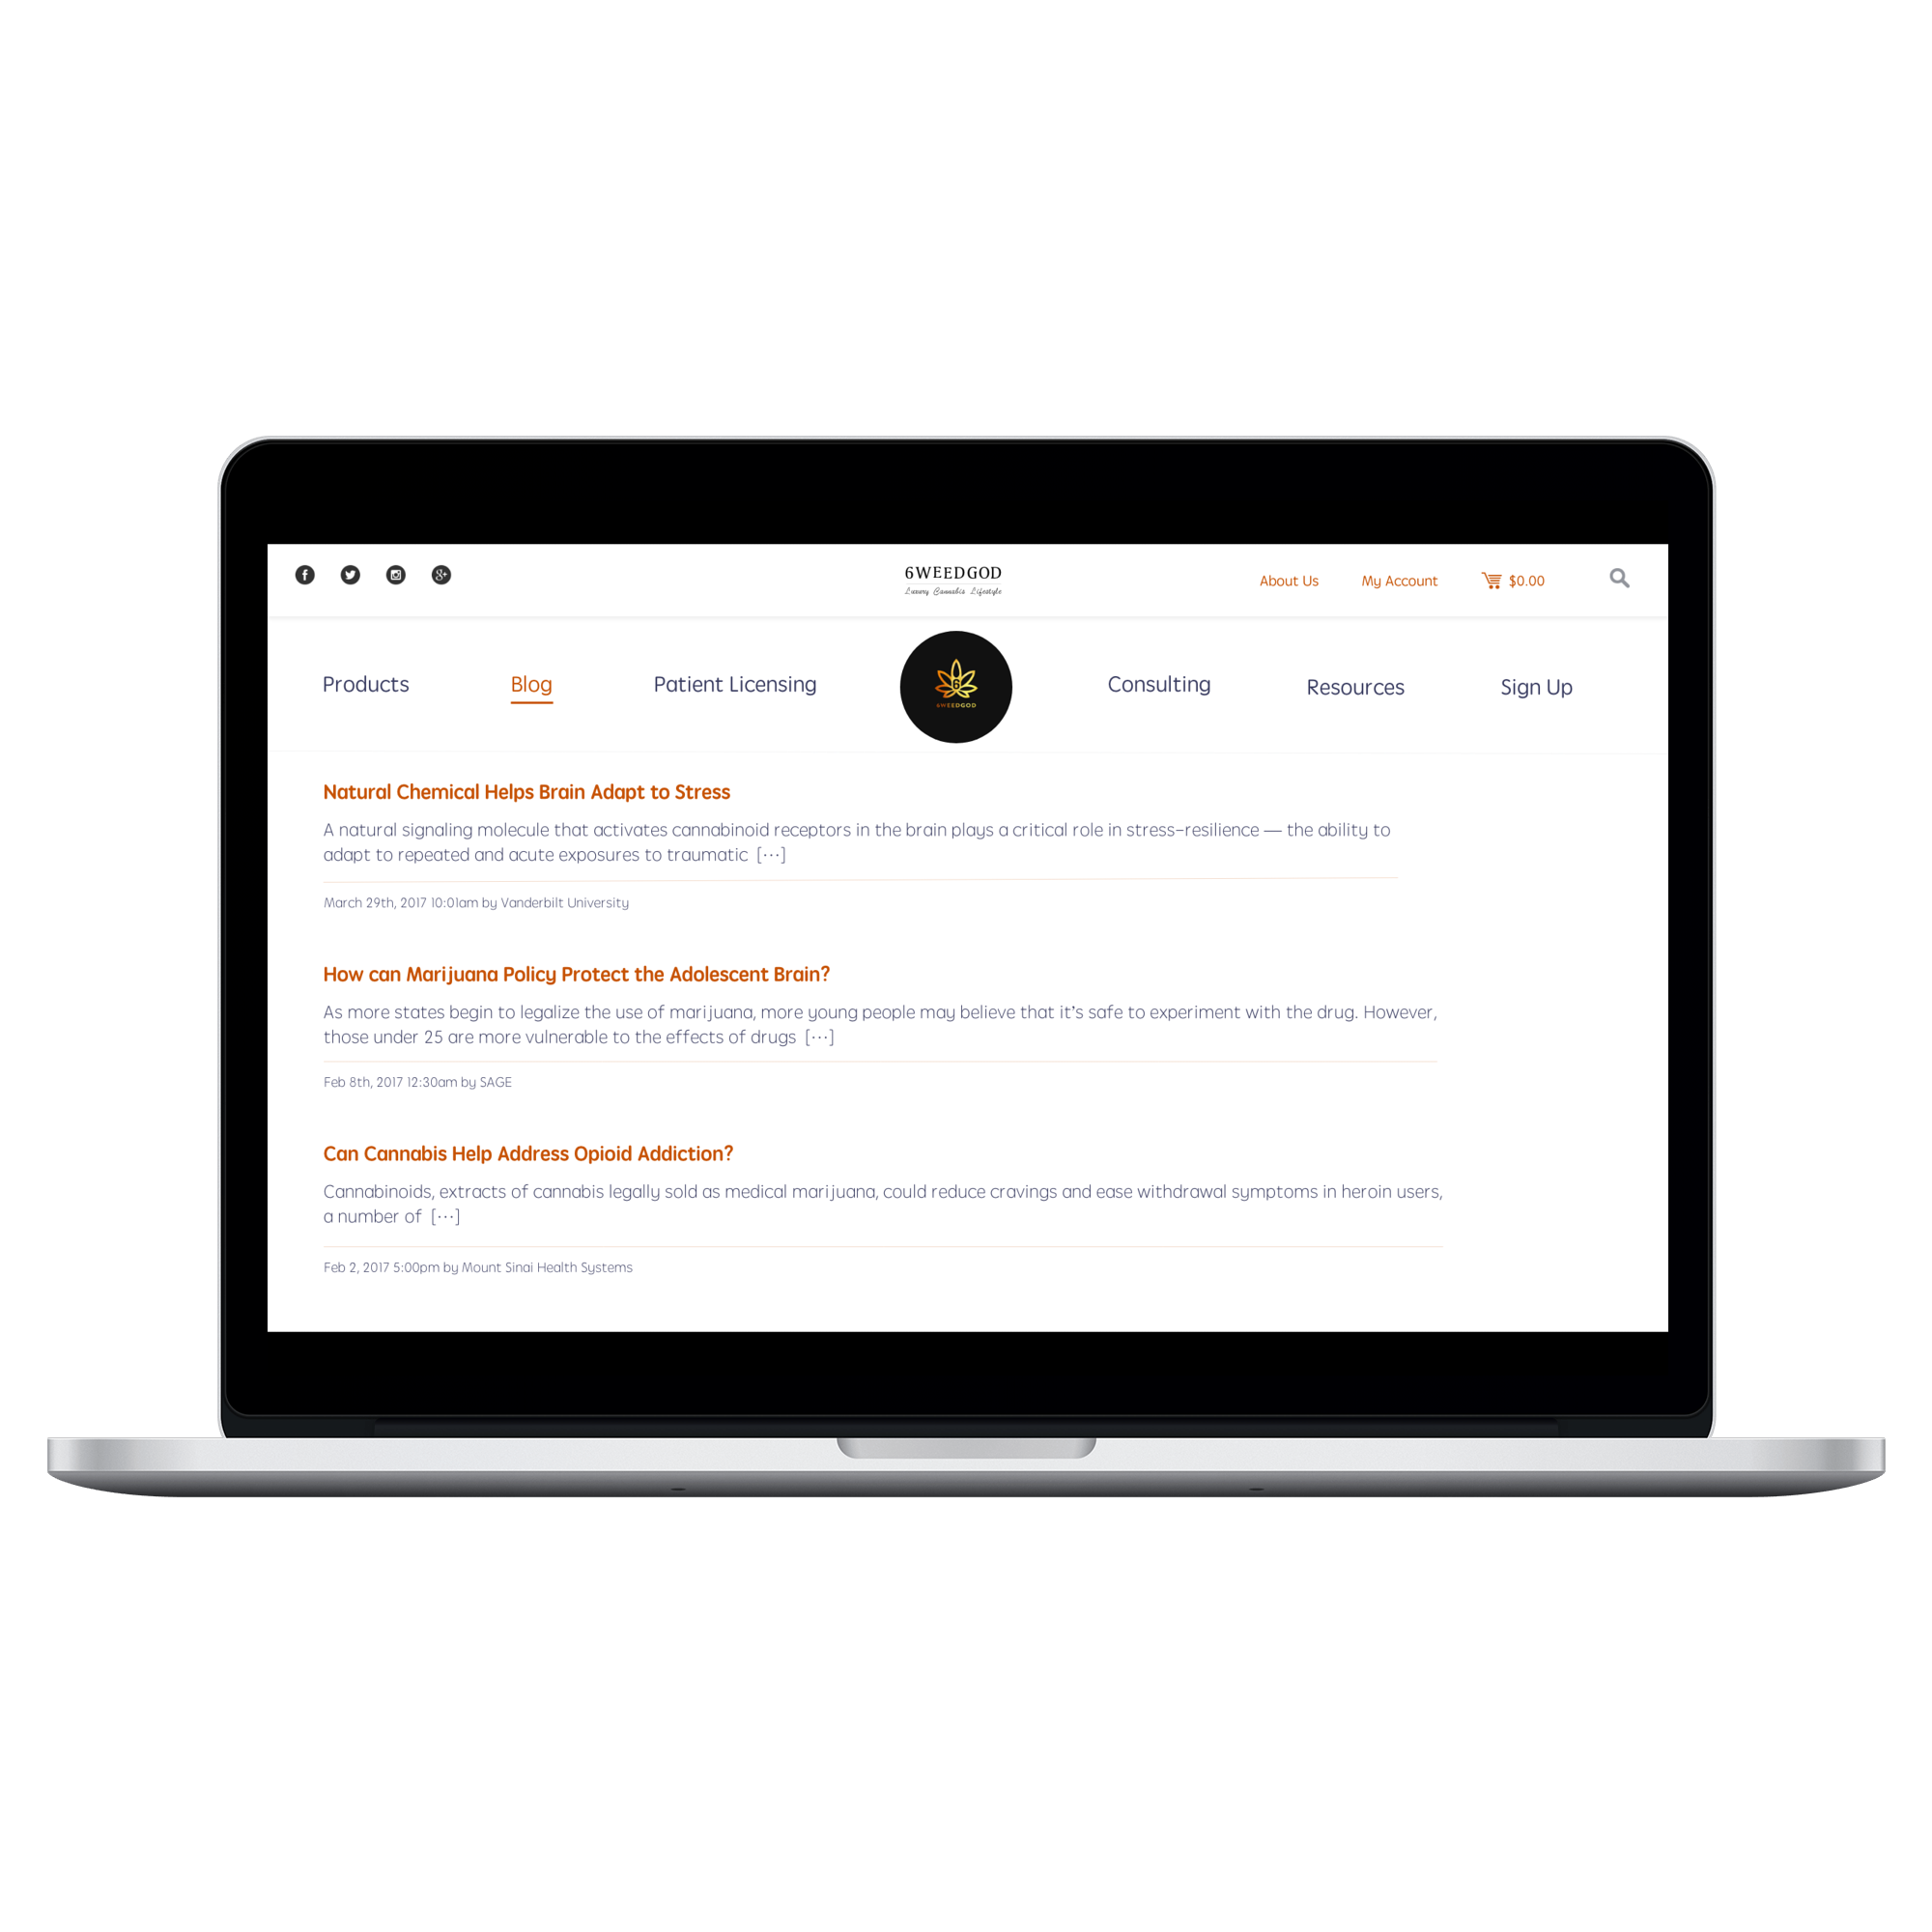 6WEEDGOD
Luxury Cannabis Lifestyle
About Us
My Account
$0.00
Products
Blog
Patient Licensing
6
6WEEDGOD
Consulting
Resources
Sign Up
Natural Chemical Helps Brain Adapt to Stress
A natural signaling molecule that activates cannabinoid receptors in the brain plays a critical role in stress-resilience — the ability to
adapt to repeated and acute exposures to traumatic [···]
March 29th, 2017 10:01am by Vanderbilt University
How can Marijuana Policy Protect the Adolescent Brain?
As more states begin to legalize the use of marijuana, more young people may believe that it's safe to experiment with the drug. However,
those under 25 are more vulnerable to the effects of drugs [···]
Feb 8th, 2017 12:30am by SAGE
Can Cannabis Help Address Opioid Addiction?
Cannabinoids, extracts of cannabis legally sold as medical marijuana, could reduce cravings and ease withdrawal symptoms in heroin users,
a number of [···]
Feb 2, 2017 5:00pm by Mount Sinai Health Systems